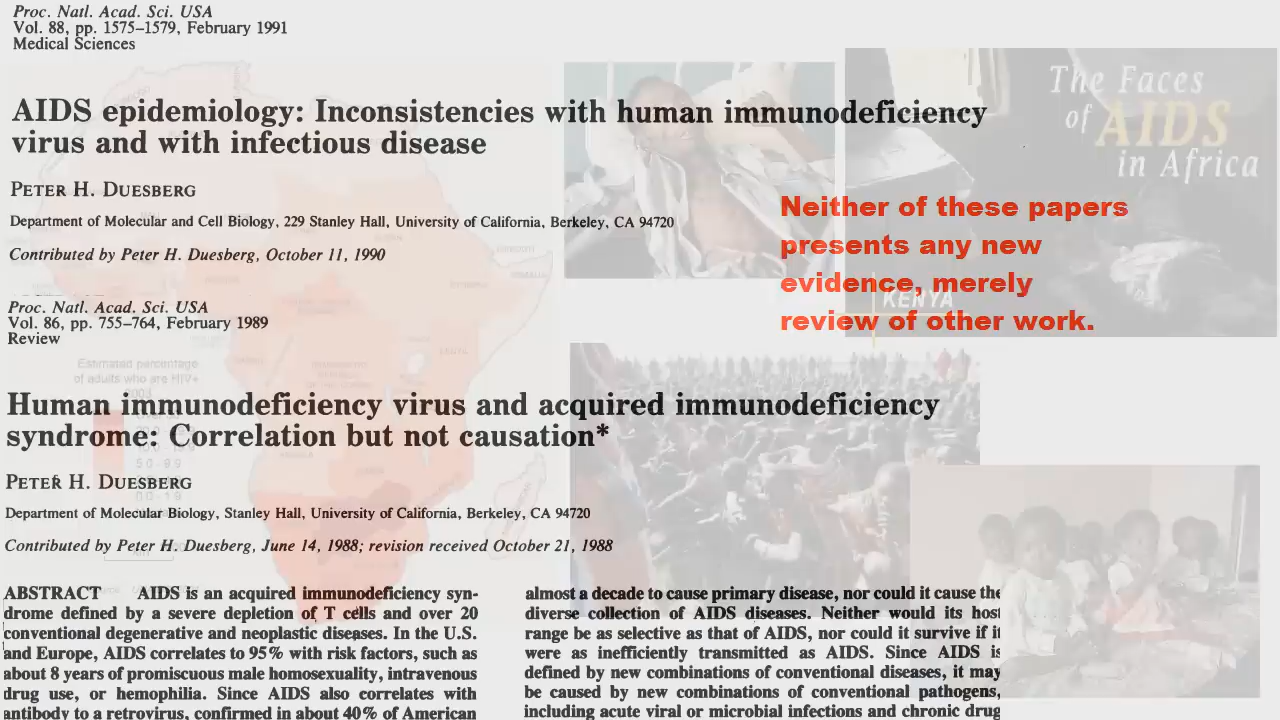 Proc. Natl. Acad. Sci. USA
Vol. 88, pp. 1575–1579, February 1991
Medical Sciences
AIDS epidemiology: Inconsistencies with human immunodeficiency
virus and with infectious disease
PETER H. DUESBERG
Department of Molecular and Cell Biology, 229 Stanley Hall, University of California, Berkeley, CA 94720
Contributed by Peter H. Duesberg, October 11, 1990
The Faces
of AIDS
in Africa
KENYA
Neither of these papers
presents any new
evidence, merely
review of other work.
Proc. Natl. Acad. Sci. USA
Vol. 86, pp. 755–764, February 1989
Review
Estimated percentage
of adults who are HIV+
Human immunodeficiency virus and acquired immunodeficiency
syndrome: Correlation but not causation*
PETER H. DUESBERG
Department of Molecular Biology, Stanley Hall, University of California, Berkeley, CA 94720
Contributed by Peter H. Duesberg, June 14, 1988; revision received October 21, 1988
ABSTRACT AIDS is an acquired immunodeficiency syn-
drome defined by a severe depletion of T cells and over 20
conventional degenerative and neoplastic diseases. In the U.S.
and Europe, AIDS correlates to 95% with risk factors, such as
about 8 years of promiscuous male homosexuality, intravenous
drug use, or hemophilia. Since AIDS also correlates with
antibody to a retrovirus, confirmed in about 40% of American
almost a decade to cause primary disease, nor could it cause the
diverse collection of AIDS diseases. Neither would its host
range be as selective as that of AIDS, nor could it survive if it
were as inefficiently transmitted as AIDS. Since AIDS is
defined by new combinations of conventional diseases, it may
be caused by new combinations of conventional pathogens,
including acute viral or microbial infections and chronic drug